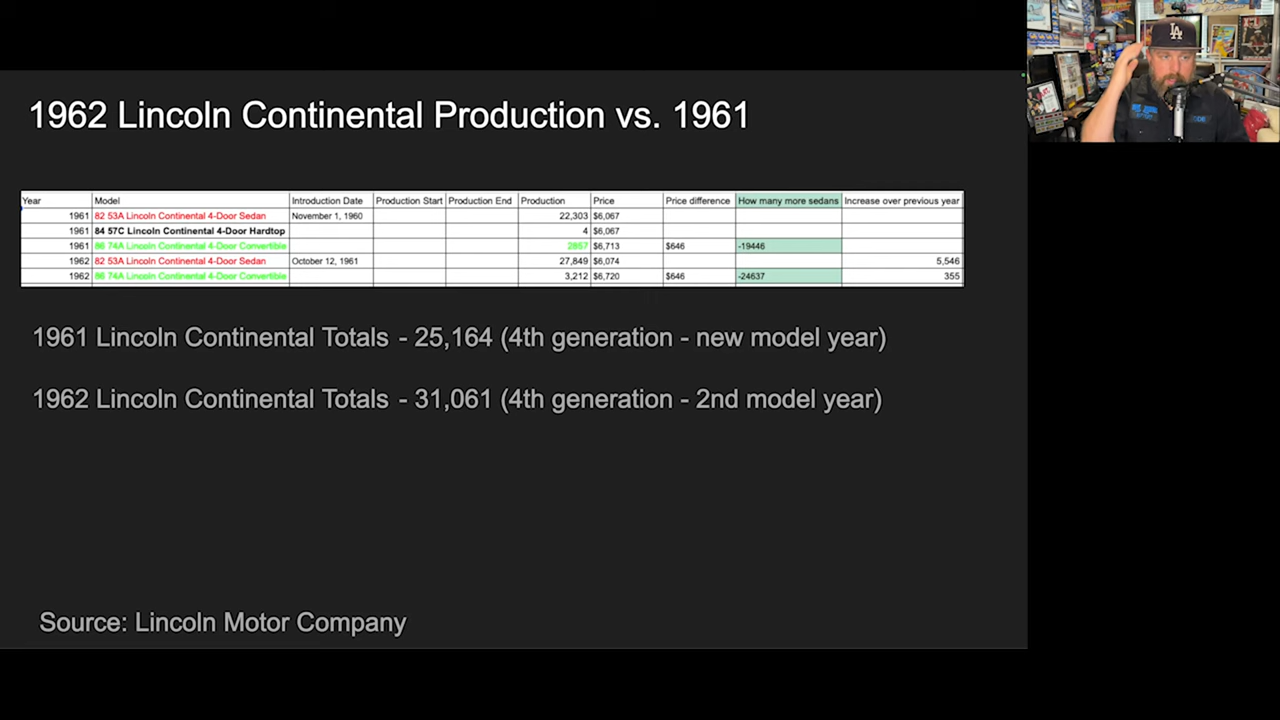 1962 Lincoln Continental Production vs. 1961
Year Model Introduction Date Production Start Production End Production Price Price difference How many more sedans Increase over previous year
1961 82 53A Lincoln Continental 4-Door Sedan November 1, 1960 22,303 $6,067
1961 84 57C Lincoln Continental 4-Door Hardtop 4 $6,067
1961 86 74A Lincoln Continental 4-Door Convertible 2857 $6,713 $646 -19446
1962 82 53A Lincoln Continental 4-Door Sedan October 12, 1961 27,849 $6,074 5,546
1962 86 74A Lincoln Continental 4-Door Convertible 3,212 $6,720 $646 -24637 355
1961 Lincoln Continental Totals - 25,164 (4th generation - new model year)
1962 Lincoln Continental Totals - 31,061 (4th generation - 2nd model year)
Source: Lincoln Motor Company
LA